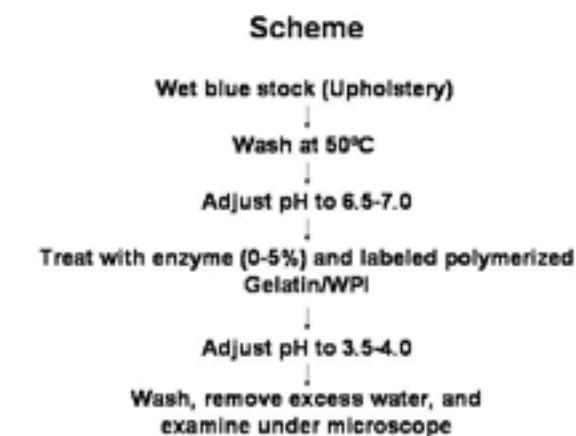 Scheme
Wet blue stock (Upholstery)
Wash at 50ºC
Adjust pH to 6.5-7.0
Treat with enzyme (0-5%) and labeled polymerized
Gelatin/WPI
Adjust pH to 3.5-4.0
Wash, remove excess water, and
examine under microscope